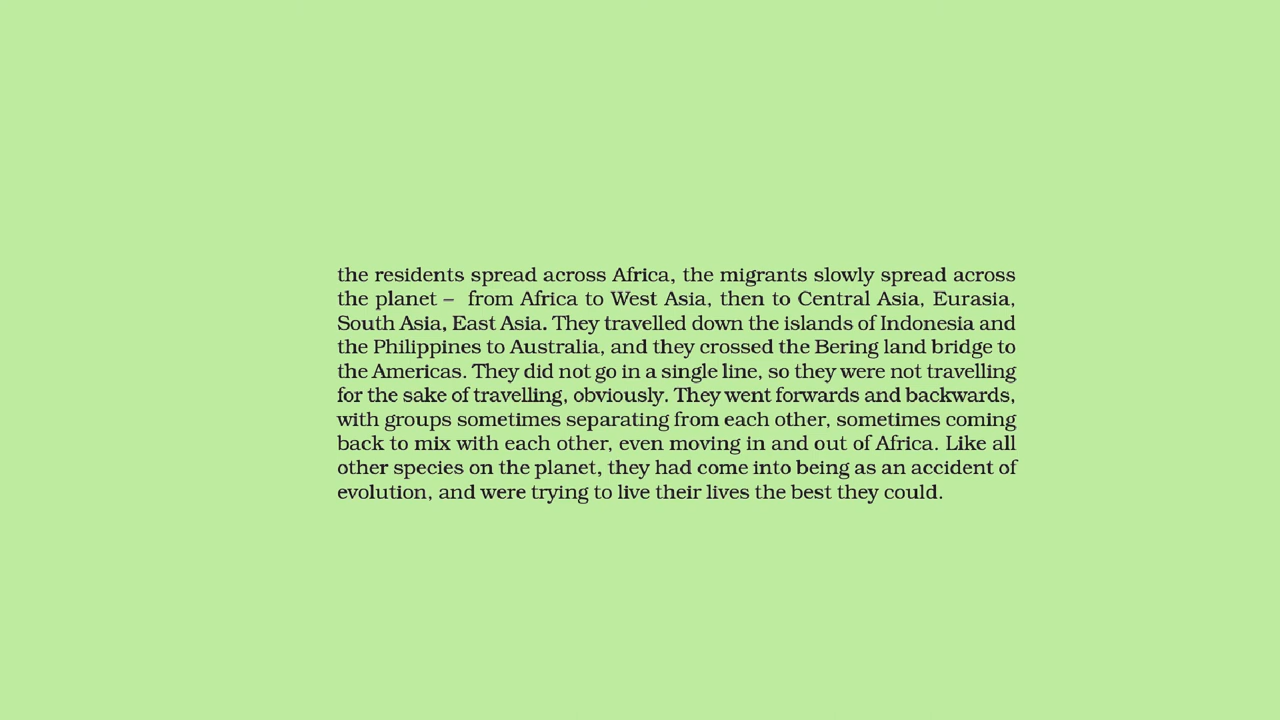 the residents spread across Africa, the migrants slowly spread across
the planet –  from Africa to West Asia, then to Central Asia, Eurasia,
South Asia, East Asia. They travelled down the islands of Indonesia and
the Philippines to Australia, and they crossed the Bering land bridge to
the Americas. They did not go in a single line, so they were not travelling
for the sake of travelling, obviously. They went forwards and backwards,
with groups sometimes separating from each other, sometimes coming
back to mix with each other, even moving in and out of Africa. Like all
other species on the planet, they had come into being as an accident of
evolution, and were trying to live their lives the best they could.